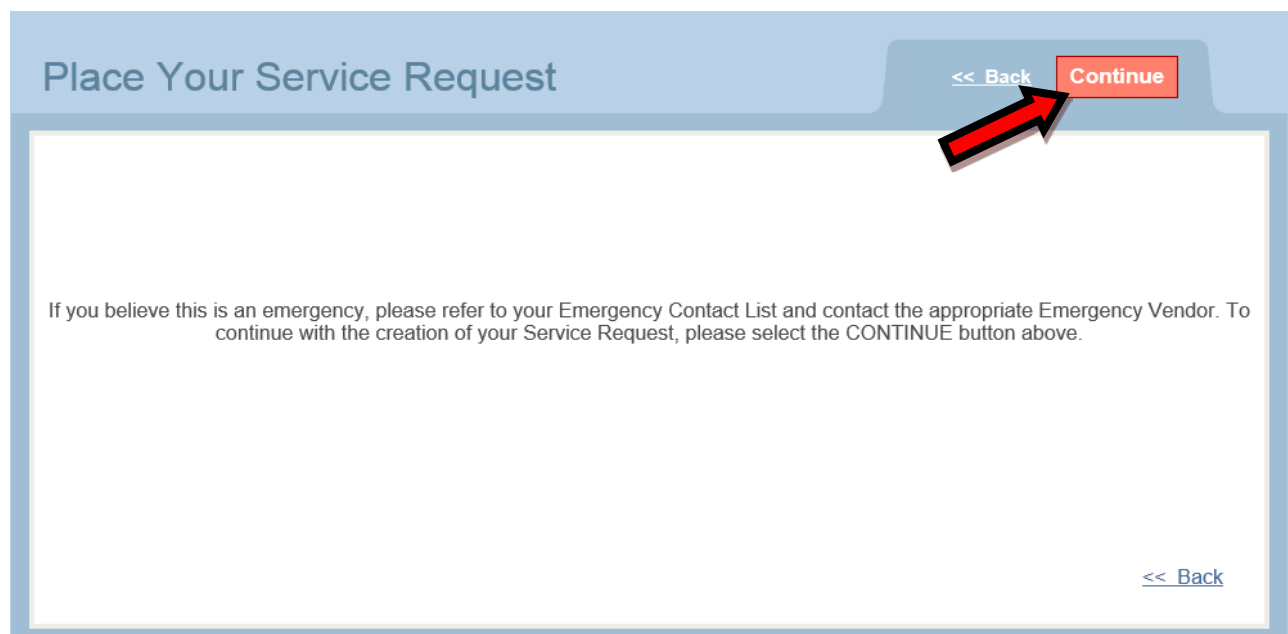 Place Your Service Request
<< Back Continue
If you believe this is an emergency, please refer to your Emergency Contact List and contact the appropriate Emergency Vendor. To
continue with the creation of your Service Request, please select the CONTINUE button above.
<< Back